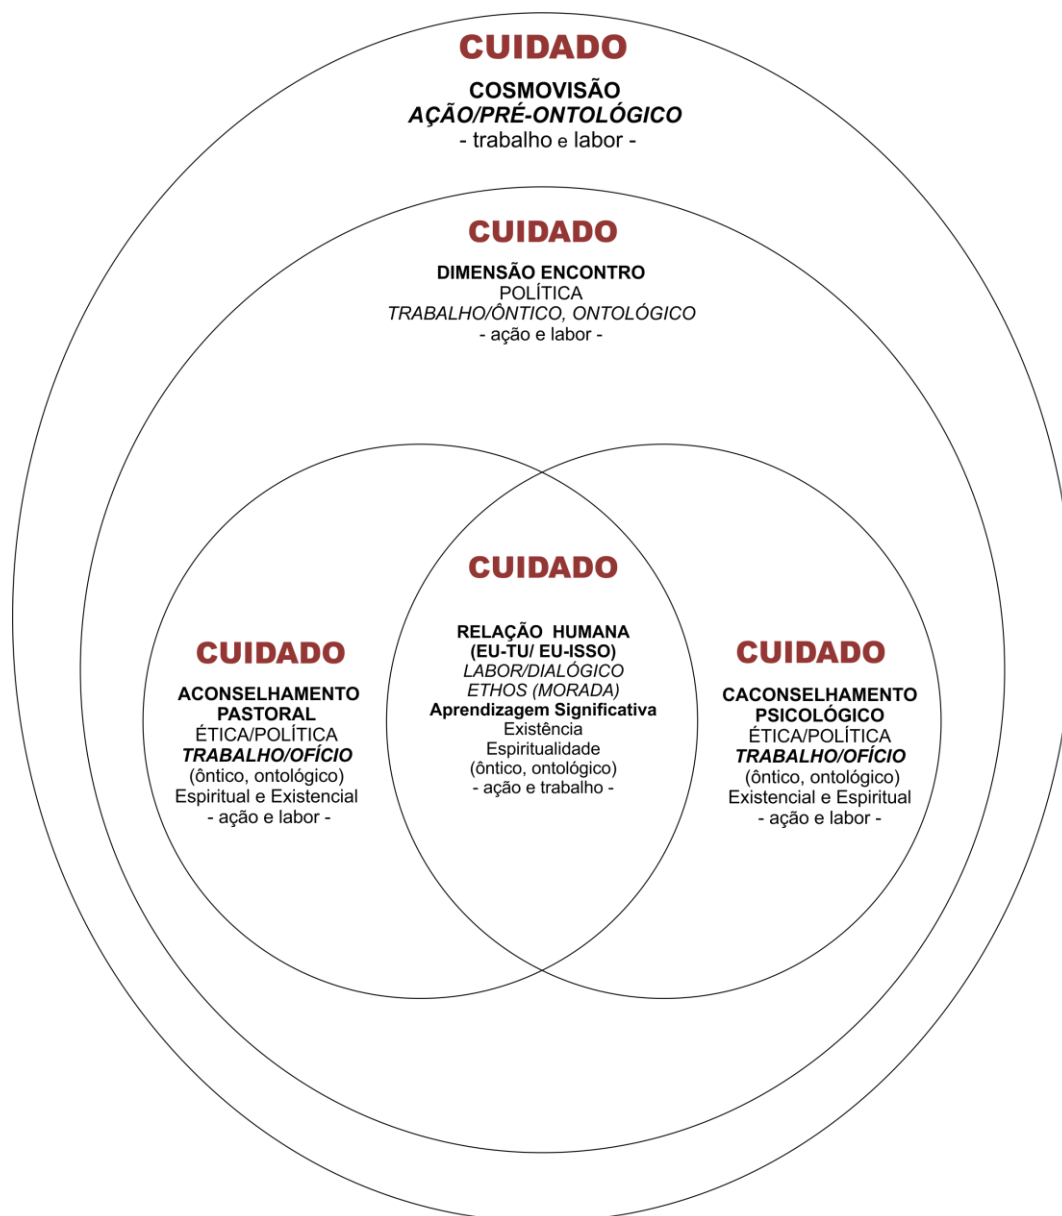 CUIDADO
COSMOVISÃO
AÇÃO/PRÉ-ONTOLÓGICO
- trabalho e labor -
CUIDADO
DIMENSÃO ENCONTRO
POLÍTICA
TRABALHO/ÔNTICO, ONTOLÓGICO
- ação e labor -
CUIDADO
ACONSELHAMENTO
PASTORAL
ÉTICA/POLÍTICA
TRABALHO/OFÍCIO
(ôntico, ontológico)
Espiritual e Existencial
- ação e labor -
CUIDADO
RELAÇÃO HUMANA
(EU-TU/ EU-ISSO)
LABOR/DIALÓGICO
ETHOS (MORADA)
Aprendizagem Significativa
Existência
Espiritualidade
(ôntico, ontológico)
- ação e trabalho -
CUIDADO
CACONSELHAMENTO
PSICOLÓGICO
ÉTICA/POLÍTICA
TRABALHO/OFÍCIO
(ôntico, ontológico)
Existencial e Espiritual
- ação e labor -